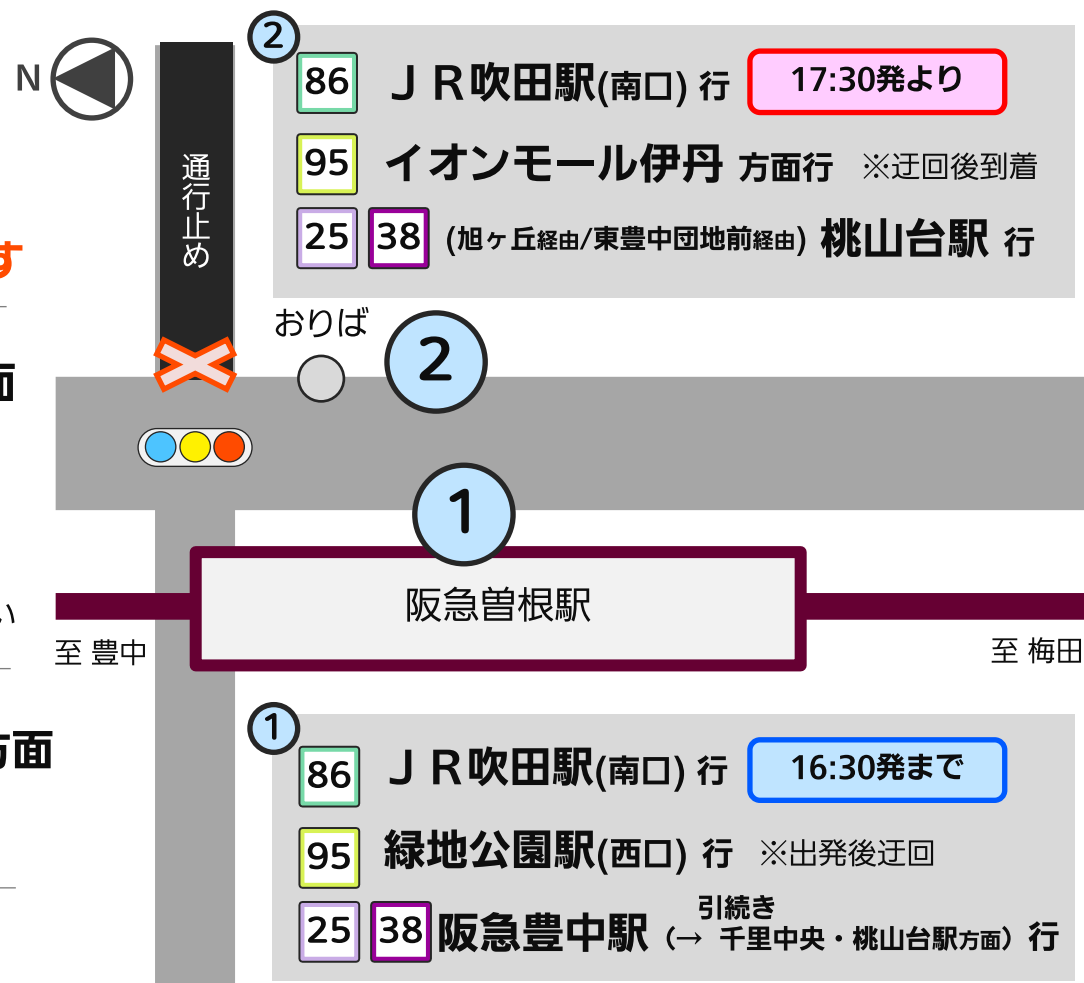 N
通行止め
②
86 ＪＲ吹田駅(南口) 行 17:30発より
95 イオンモール伊丹 方面行 ※迂回後到着
25 38 (旭ヶ丘経由/東豊中団地前経由) 桃山台駅 行
す
おりば
2
面
1
阪急曽根駅
い
至 豊中
至 梅田
方面
①
86 ＪＲ吹田駅(南口) 行 16:30発まで
95 緑地公園駅(西口) 行 ※出発後迂回
25 38 阪急豊中駅 (→ 引続き 千里中央・桃山台駅方面) 行